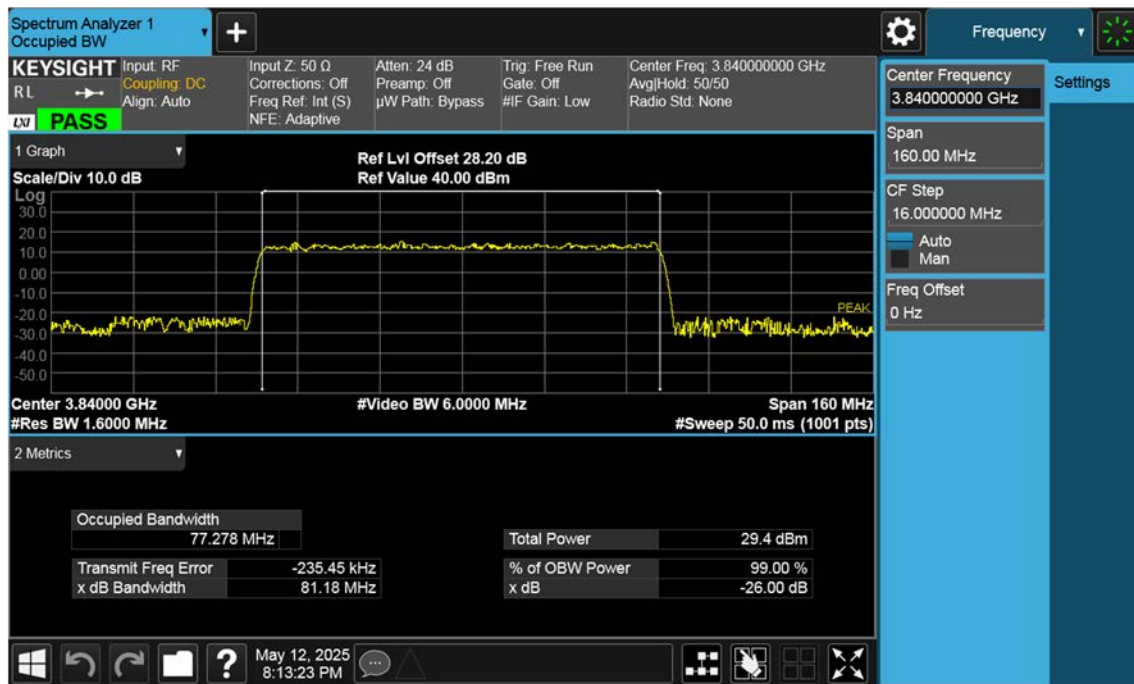 Spectrum Analyzer 1
Occupied BW
+
Frequency
KEYSIGHT
RL
LXI
PASS
Input: RF
Coupling: DC
Align: Auto
Input Z: 50 Ω
Corrections: Off
Freq Ref: Int (S)
NFE: Adaptive
Atten: 24 dB
Preamp: Off
µW Path: Bypass
Trig: Free Run
Gate: Off
#IF Gain: Low
Center Freq: 3.840000000 GHz
Avg|Hold: 50/50
Radio Std: None
1 Graph
Scale/Div 10.0 dB
Ref Lvl Offset 28.20 dB
Ref Value 40.00 dBm
Log
30.0
20.0
10.0
0.00
-10.0
-20.0
-30.0
-40.0
-50.0
PEAK
Center 3.84000 GHz
#Video BW 6.0000 MHz
Span 160 MHz
#Res BW 1.6000 MHz
#Sweep 50.0 ms (1001 pts)
2 Metrics
Occupied Bandwidth
77.278 MHz
Total Power 29.4 dBm
Transmit Freq Error -235.45 kHz
% of OBW Power 99.00 %
x dB Bandwidth 81.18 MHz
x dB -26.00 dB
Center Frequency
3.840000000 GHz
Settings
Span
160.00 MHz
CF Step
16.000000 MHz
Auto
Man
Freq Offset
0 Hz
?
May 12, 2025
8:13:23 PM